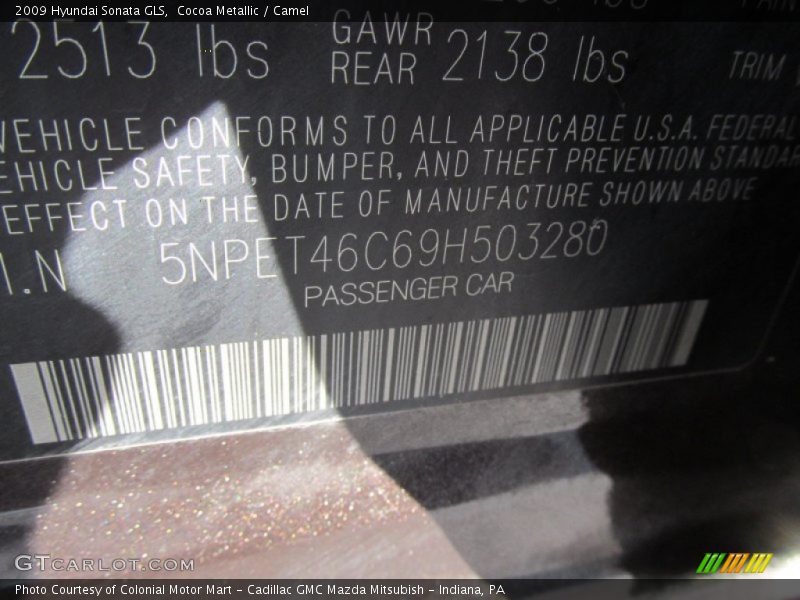 2009 Hyundai Sonata GLS, Cocoa Metallic / Camel
2513 lbs GAWR REAR 2138 lbs TRIM
VEHICLE CONFORMS TO ALL APPLICABLE U.S.A. FEDERAL
EHICLE SAFETY, BUMPER, AND THEFT PREVENTION STANDAR
EFFECT ON THE DATE OF MANUFACTURE SHOWN ABOVE
I.N 5NPET46C69H503280
PASSENGER CAR
GTCARLOT.COM
Photo Courtesy of Colonial Motor Mart - Cadillac GMC Mazda Mitsubish - Indiana, PA